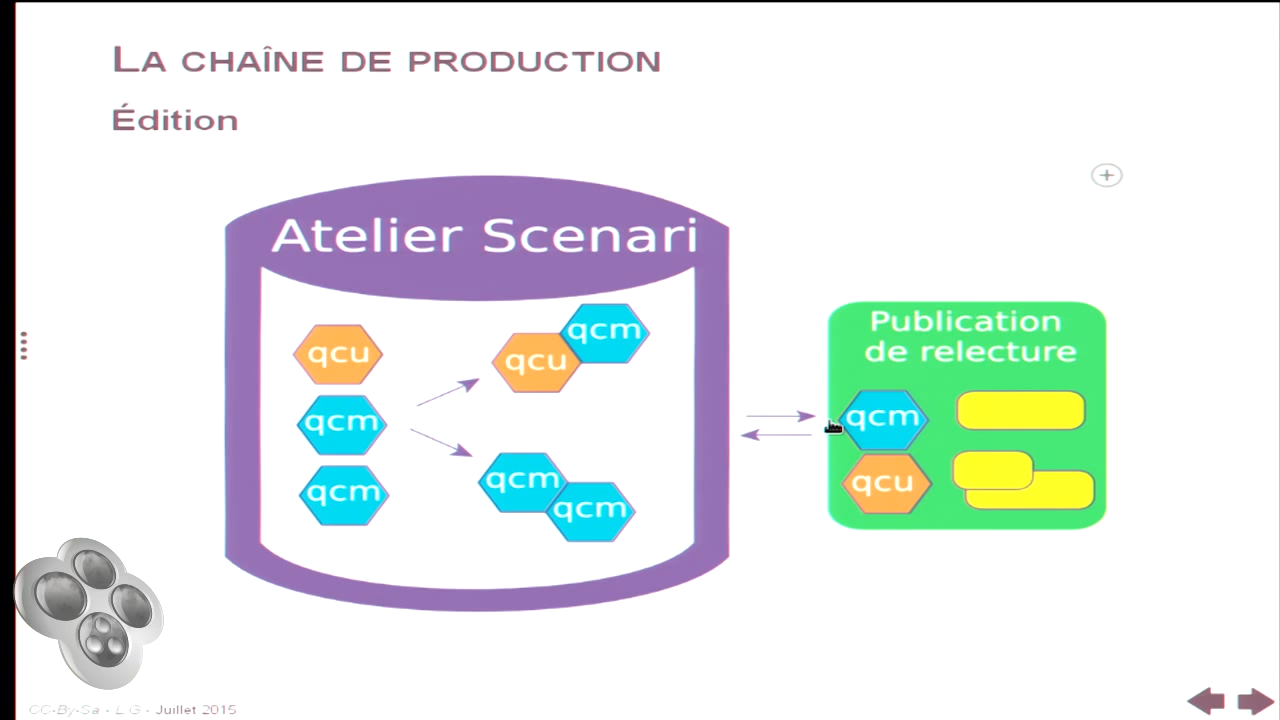 LA CHAÎNE DE PRODUCTION
Édition
Atelier Scenari
qcu
qcm
qcm
qcu
qcm
qcm
qcm
Publication
de relecture
qcm
qcu
CC-By-Sa - L.G - Juillet 2015